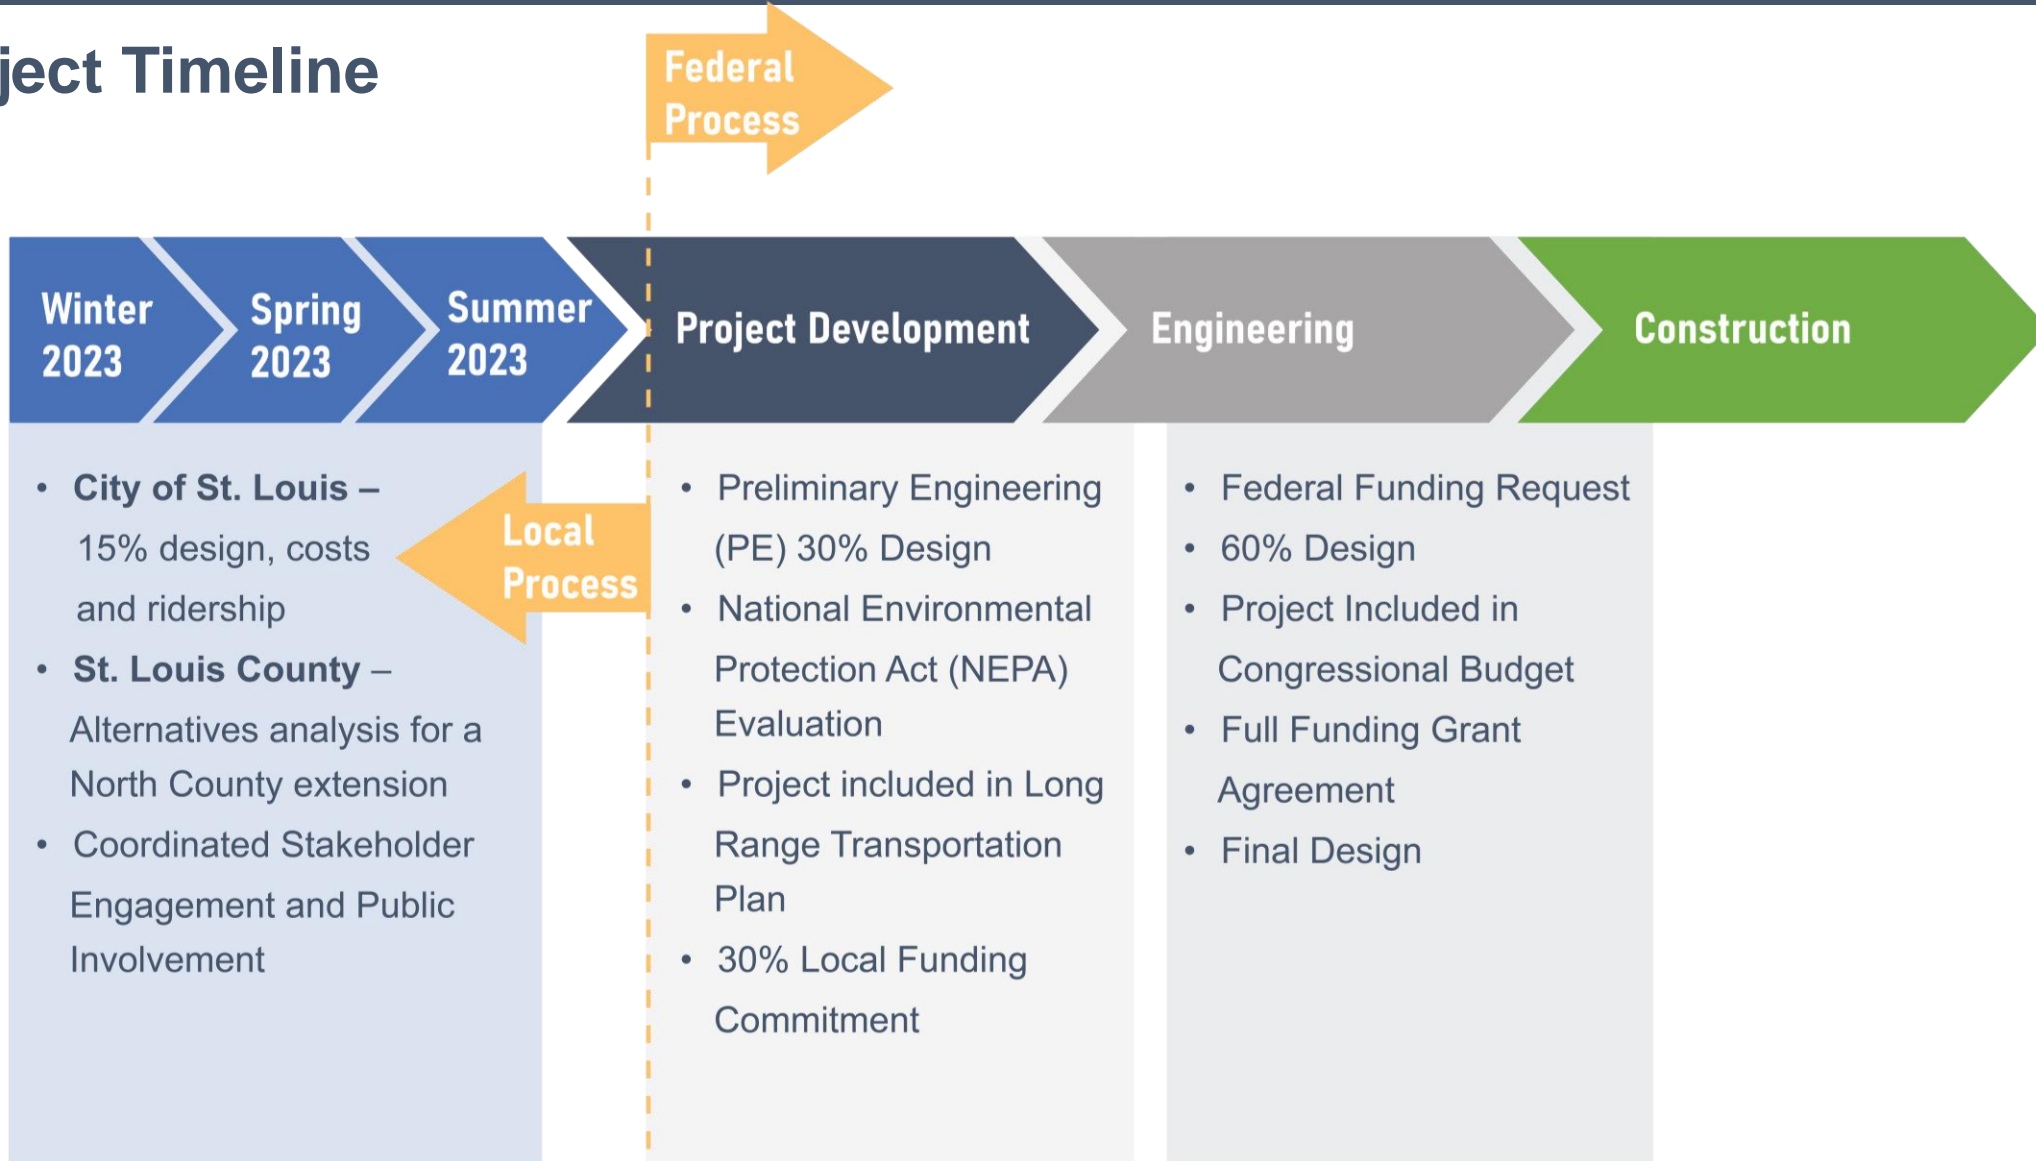 ject Timeline
Federal
Process
Winter
2023
Spring
2023
Summer
2023
Project Development
Engineering
Construction
• City of St. Louis –
15% design, costs
and ridership
• St. Louis County –
Alternatives analysis for a
North County extension
• Coordinated Stakeholder
Engagement and Public
Involvement
Local
Process
• Preliminary Engineering
(PE) 30% Design
• National Environmental
Protection Act (NEPA)
Evaluation
• Project included in Long
Range Transportation
Plan
• 30% Local Funding
Commitment
• Federal Funding Request
• 60% Design
• Project Included in
Congressional Budget
• Full Funding Grant
Agreement
• Final Design